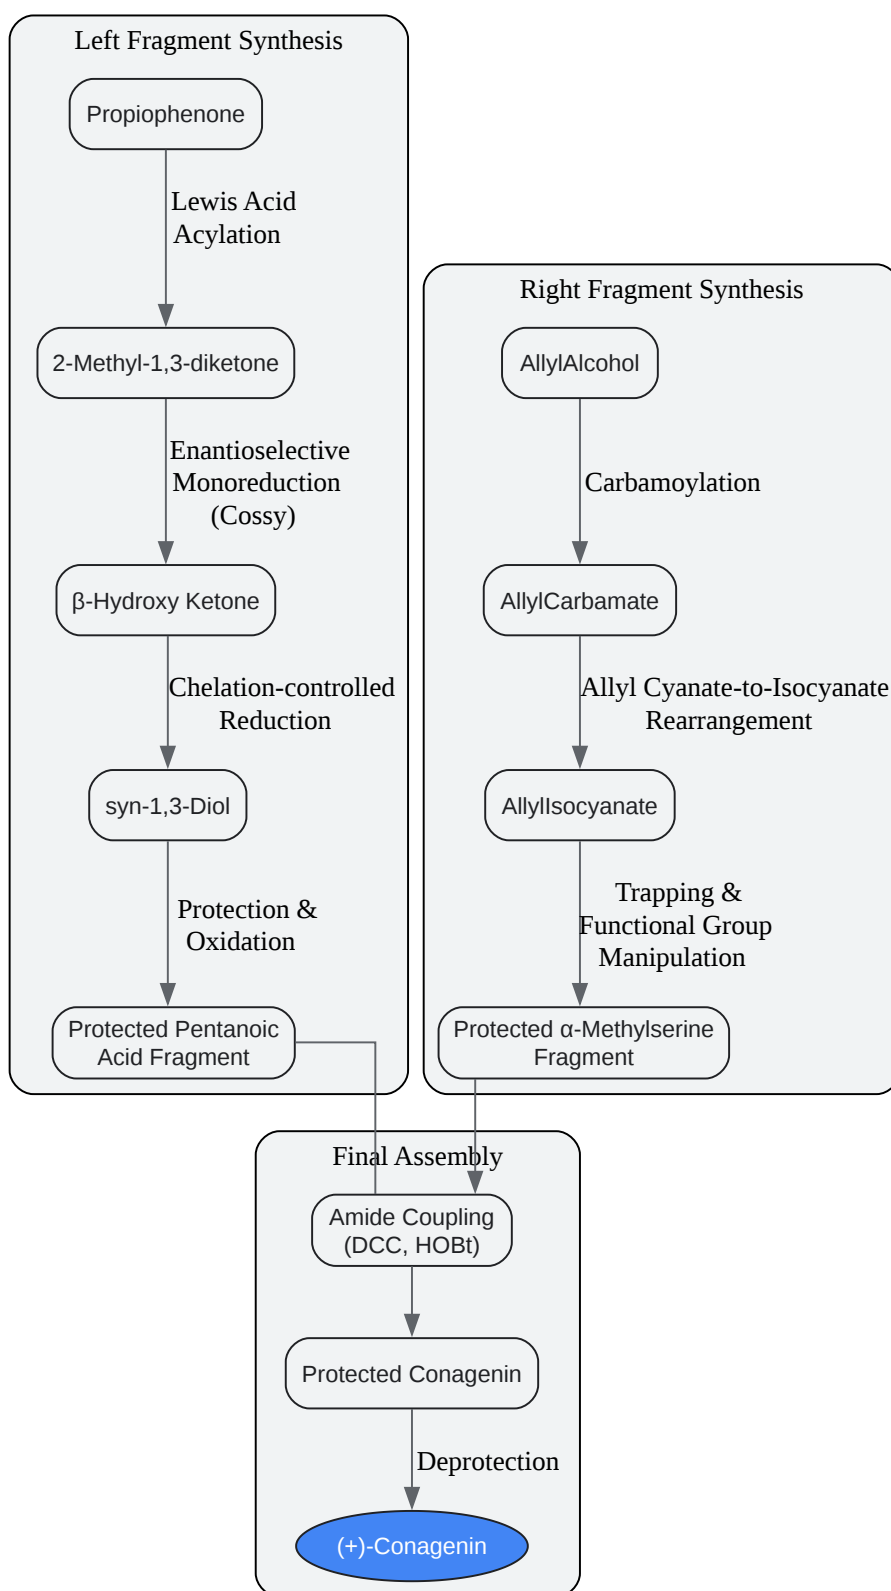 Left Fragment Synthesis
Propiophenone
Lewis Acid
Acylation
2-Methyl-1,3-diketone
Enantioselective
Monoreduction
(Cossy)
β-Hydroxy Ketone
Chelation-controlled
Reduction
syn-1,3-Diol
Protection &
Oxidation
Protected Pentanoic
Acid Fragment
Right Fragment Synthesis
AllylAlcohol
Carbamoylation
AllylCarbamate
Allyl Cyanate-to-Isocyanate
Rearrangement
AllylIsocyanate
Trapping &
Functional Group
Manipulation
Protected α-Methylserine
Fragment
Final Assembly
Amide Coupling
(DCC, HOBt)
Protected Conagenin
Deprotection
(+)-Conagenin